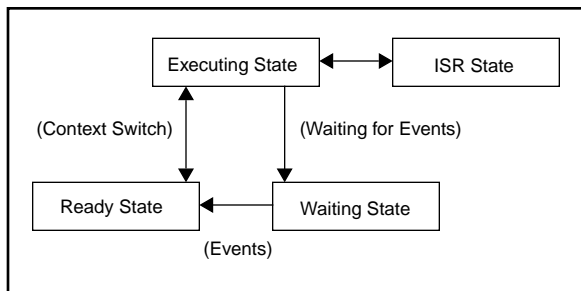 Executing State
ISR State
(Context Switch)
(Waiting for Events)
Ready State
Waiting State
(Events)